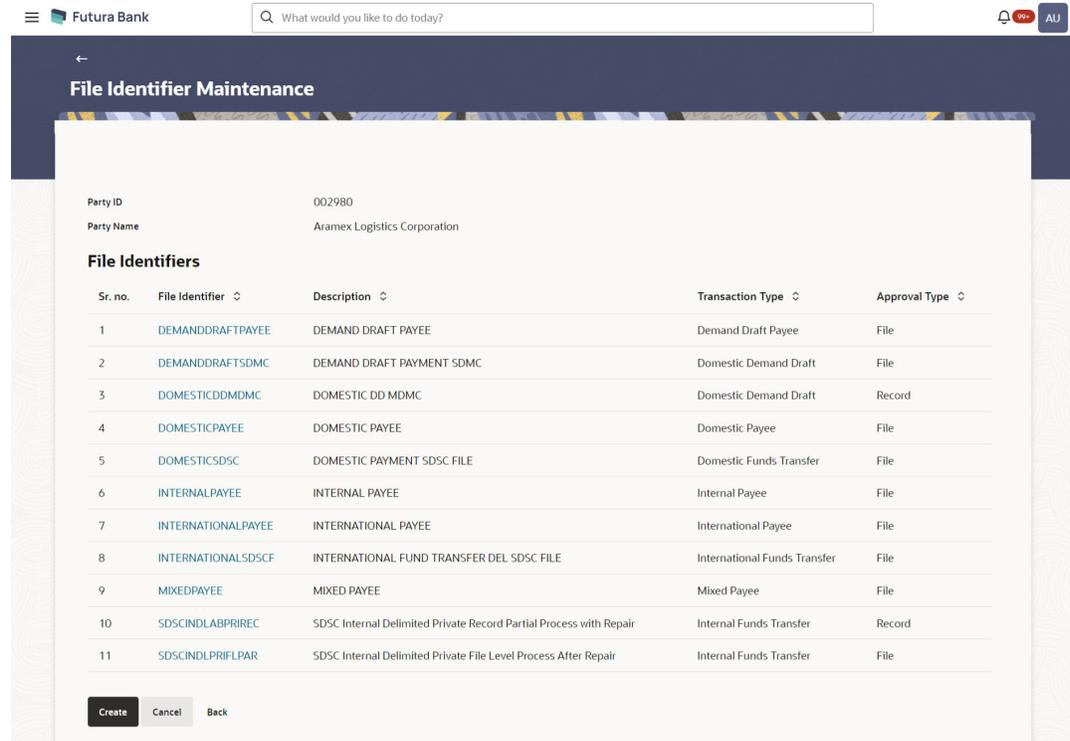 Futura Bank What would you like to do today? 99+ AU
File Identifier Maintenance
Party ID 002980
Party Name Aramex Logistics Corporation
File Identifiers
Sr. no. File Identifier Description Transaction Type Approval Type
1 DEMANDDRAFTPAYEE DEMAND DRAFT PAYEE Demand Draft Payee File
2 DEMANDDRAFTSDMC DEMAND DRAFT PAYMENT SDMC Domestic Demand Draft File
3 DOMESTICDDMDMC DOMESTIC DD MDMC Domestic Demand Draft Record
4 DOMESTICPAYEE DOMESTIC PAYEE Domestic Payee File
5 DOMESTICSDSC DOMESTIC PAYMENT SDSC FILE Domestic Funds Transfer File
6 INTERNALPAYEE INTERNAL PAYEE Internal Payee File
7 INTERNATIONALPAYEE INTERNATIONAL PAYEE International Payee File
8 INTERNATIONALSDSCF INTERNATIONAL FUND TRANSFER DEL SDSC FILE International Funds Transfer File
9 MIXEDPAYEE MIXED PAYEE Mixed Payee File
10 SDSCINDLABPRIREC SDSC Internal Delimited Private Record Partial Process with Repair Internal Funds Transfer Record
11 SDSCINDLPRIFLPAR SDSC Internal Delimited Private File Level Process After Repair Internal Funds Transfer File
Create Cancel Back